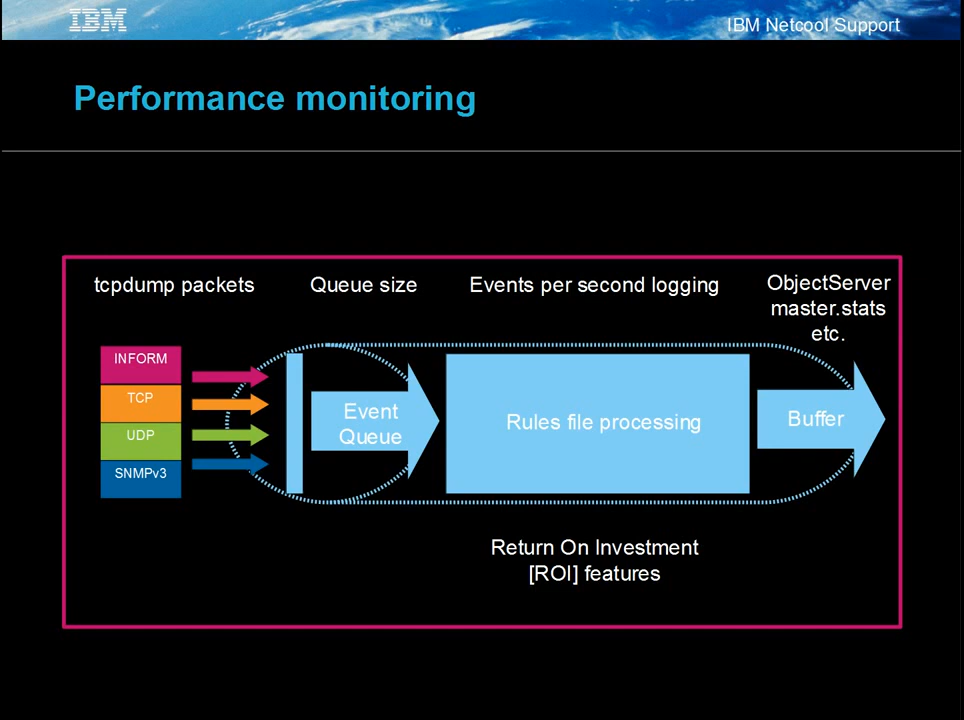 IBM
IBM Netcool Support
Performance monitoring
tcpdump packets
Queue size
Events per second logging
ObjectServer
master.stats
etc.
INFORM
TCP
UDP
SNMPv3
Event
Queue
Rules file processing
Buffer
Return On Investment
[ROI] features